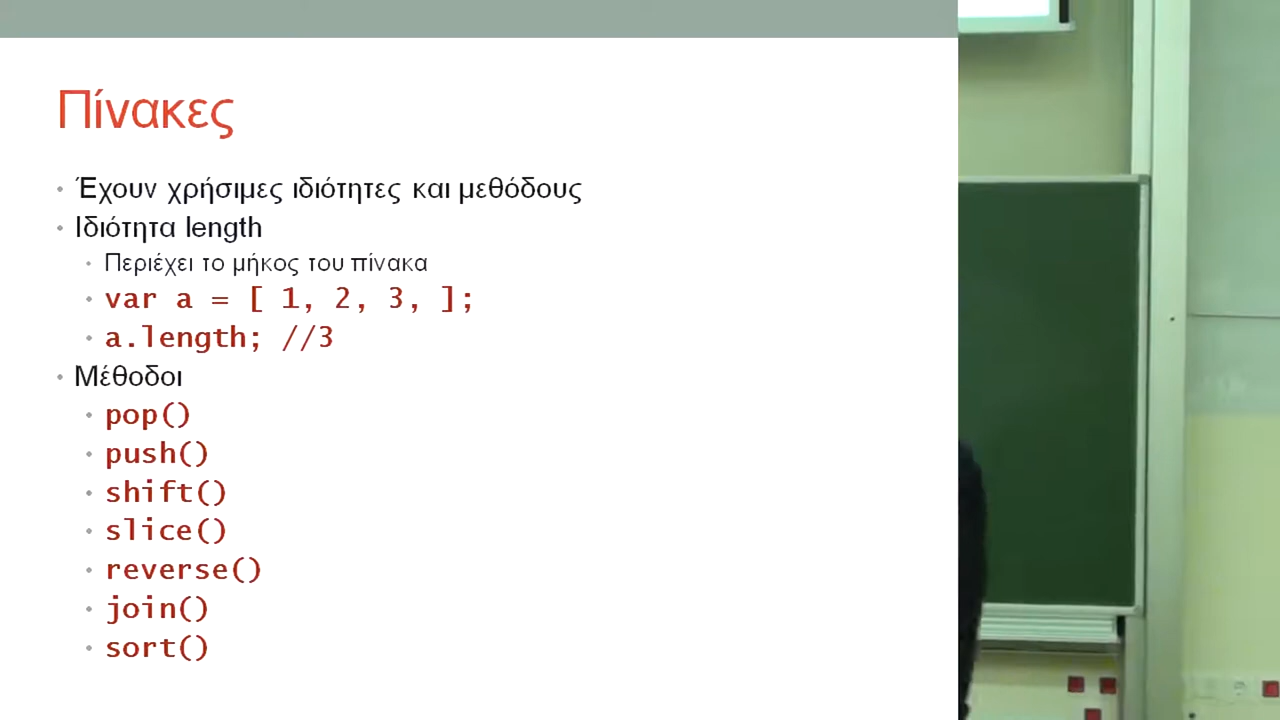 Πίνακες
Έχουν χρήσιμες ιδιότητες και μεθόδους
Ιδιότητα length
Περιέχει το μήκος του πίνακα
var a = [ 1, 2, 3, ];
a.length; //3
Μέθοδοι
pop()
push()
shift()
slice()
reverse()
join()
sort()